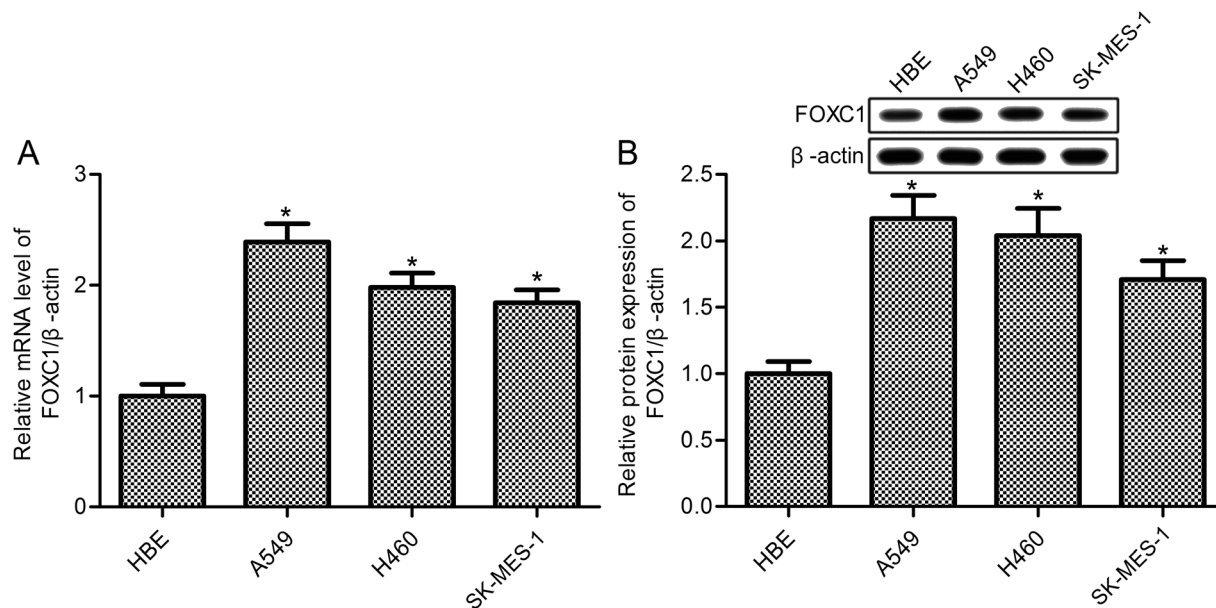 A
Relative mRNA level of
FOXC1/β -actin
3
2
1
0
*
*
*
HBE
A549
H460
SK-MES-1
B
HBE
A549
H460
SK-MES-1
FOXC1
β -actin
Relative protein expression of
FOXC1/β -actin
2.5
2.0
1.5
1.0
0.5
0.0
*
*
*
HBE
A549
H460
SK-MES-1